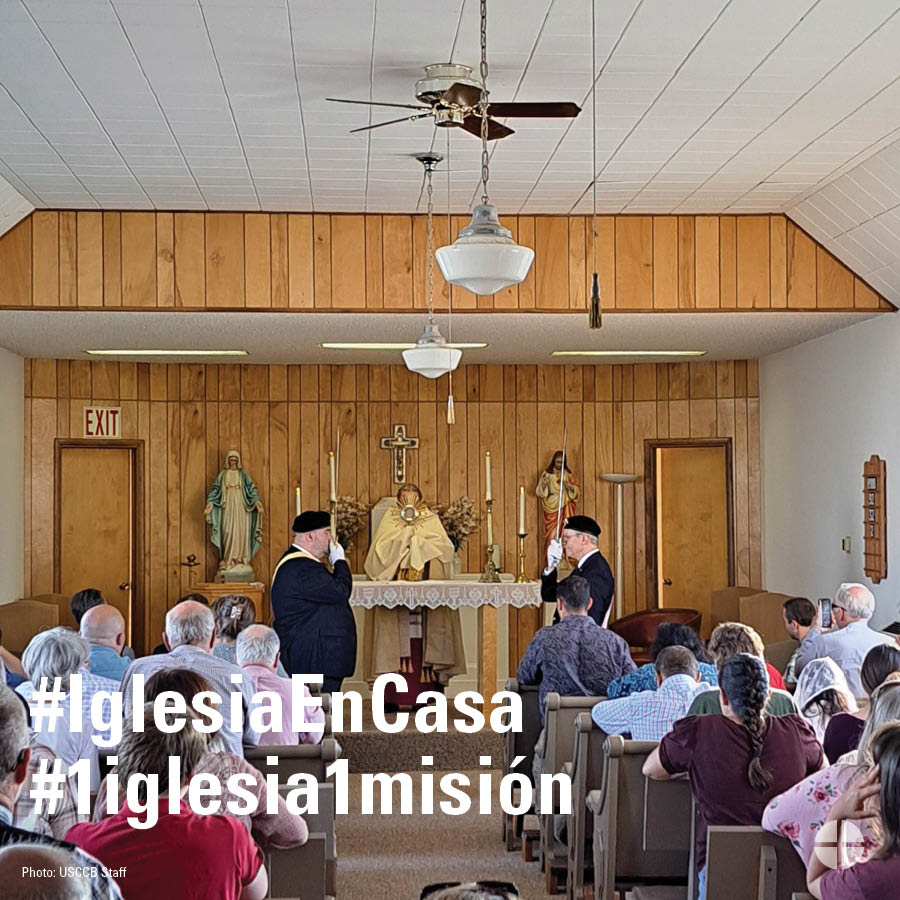 EXIT
#IglesiaEnCasa
#1iglesia1misión
Photo: USCCB Staff